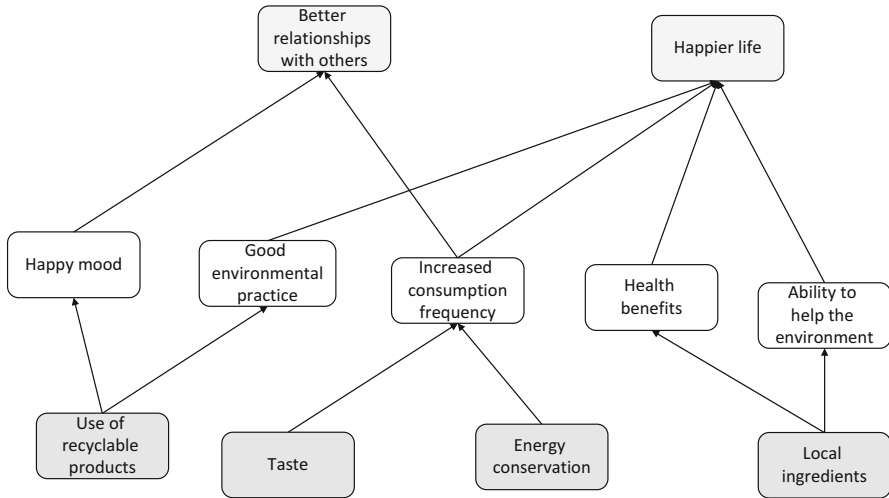 Better
relationships
with others
Happier life
Happy mood
Good
environmental
practice
Increased
consumption
frequency
Health
benefits
Ability to
help the
environment
Use of
recyclable
products
Taste
Energy
conservation
Local
ingredients